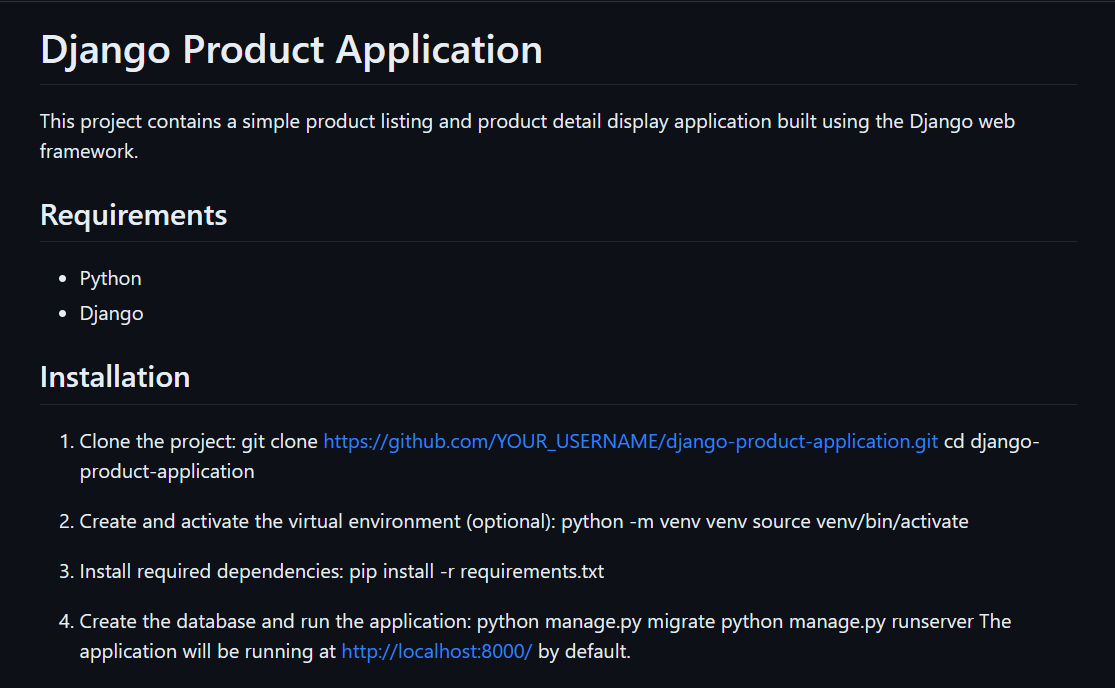 Django Product Application
This project contains a simple product listing and product detail display application built using the Django web
framework.
Requirements
• Python
• Django
Installation
1. Clone the project: git clone https://github.com/YOUR_USERNAME/django-product-application.git cd django-
product-application
2. Create and activate the virtual environment (optional): python -m venv venv source venv/bin/activate
3. Install required dependencies: pip install -r requirements.txt
4. Create the database and run the application: python manage.py migrate python manage.py runserver The
application will be running at http://localhost:8000/ by default.